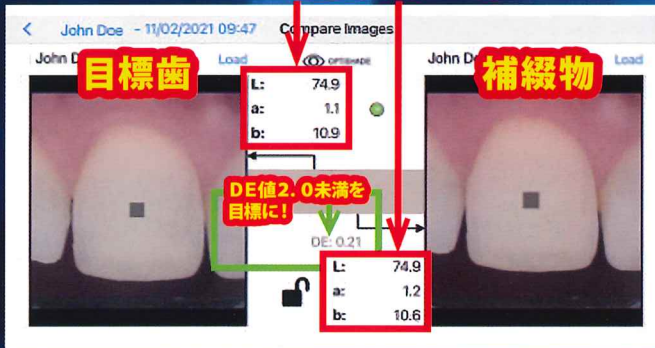 John Doe - 11/02/2021 09:47
Compare Images
John D
目標歯
Load
OPTISHADE
John D
補綴物
Load
L: 74.9
a: 1.1
b: 10.9
DE値2.0未満を
目標に!
DE: 0.21
L: 74.9
a: 1.2
b: 10.6